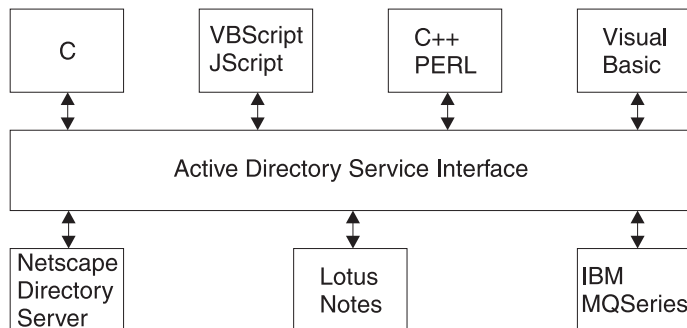 C
VBScript
JScript
C++
PERL
Visual
Basic
Active Directory Service Interface
Netscape
Directory
Server
Lotus
Notes
IBM
MQSeries